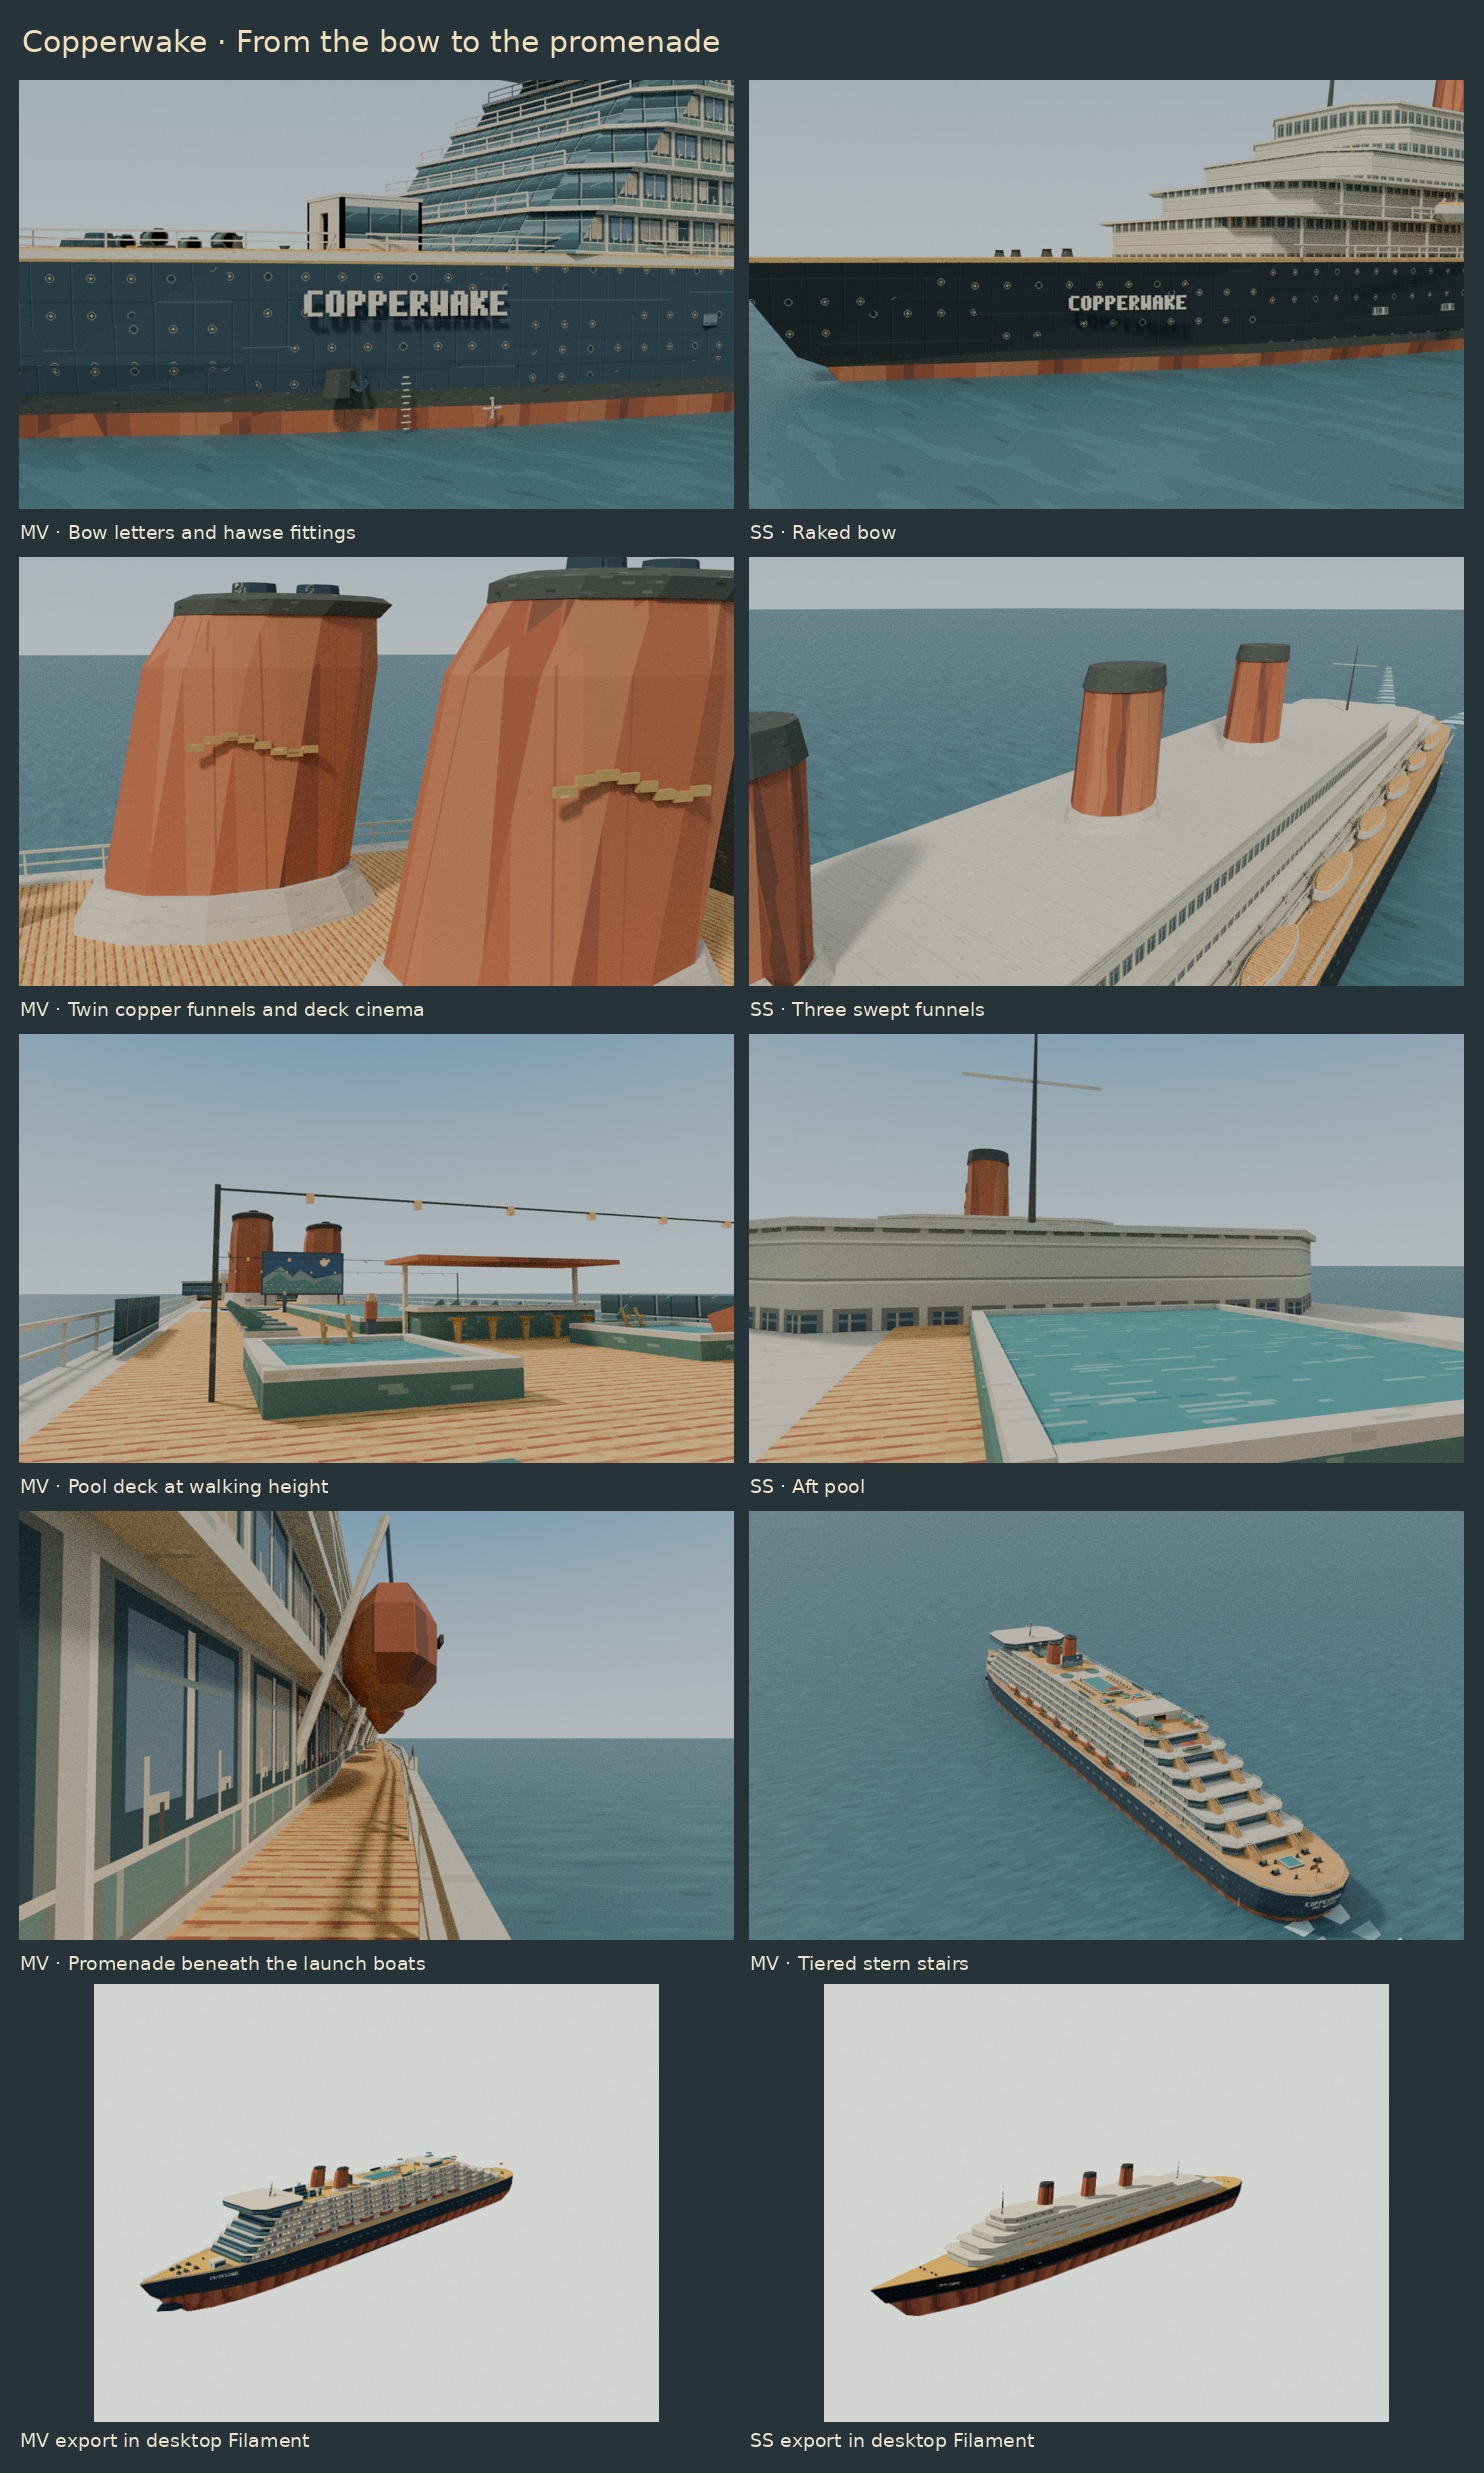 Copperwake · From the bow to the promenade
COPPERWAKE
COPPERWAKE
MV · Bow letters and hawse fittings
SS · Raked bow
MV · Twin copper funnels and deck cinema
SS · Three swept funnels
MV · Pool deck at walking height
SS · Aft pool
COPPERWAKE
MV · Promenade beneath the launch boats
MV · Tiered stern stairs
MV export in desktop Filament
SS export in desktop Filament